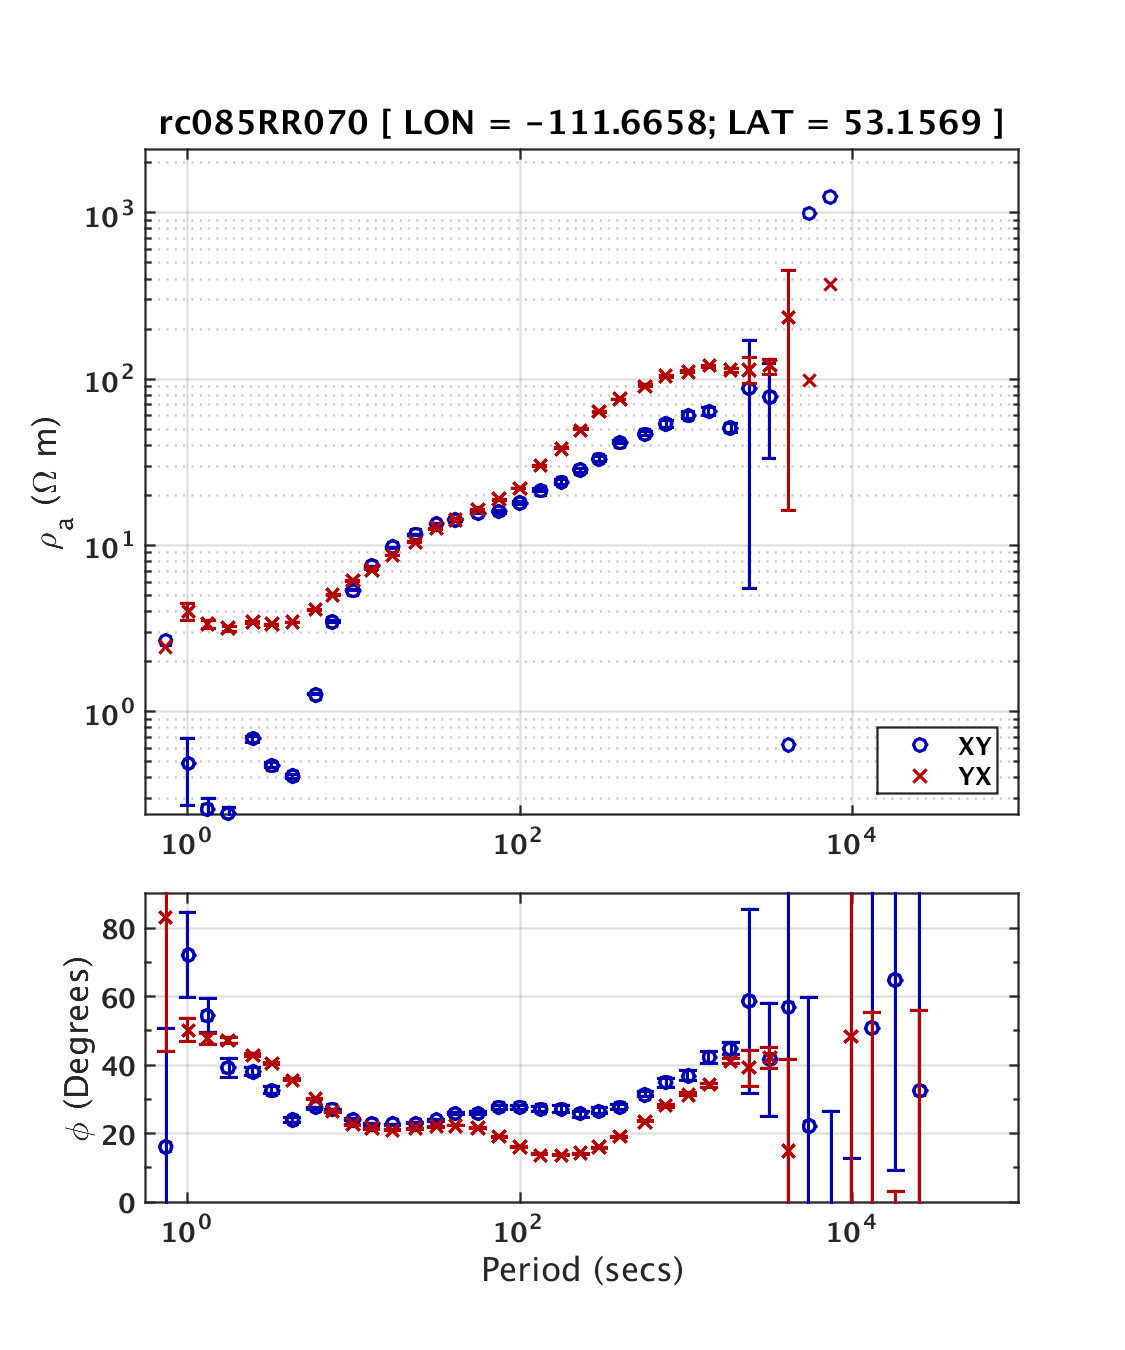 rc085RR070 [ LON = -111.6658; LAT = 53.1569 ]
ρa (Ω m)
10^3
10^2
10^1
10^0
XY
YX
10^0 10^2 10^4
ϕ (Degrees)
80
60
40
20
0
10^0 10^2 10^4
Period (secs)